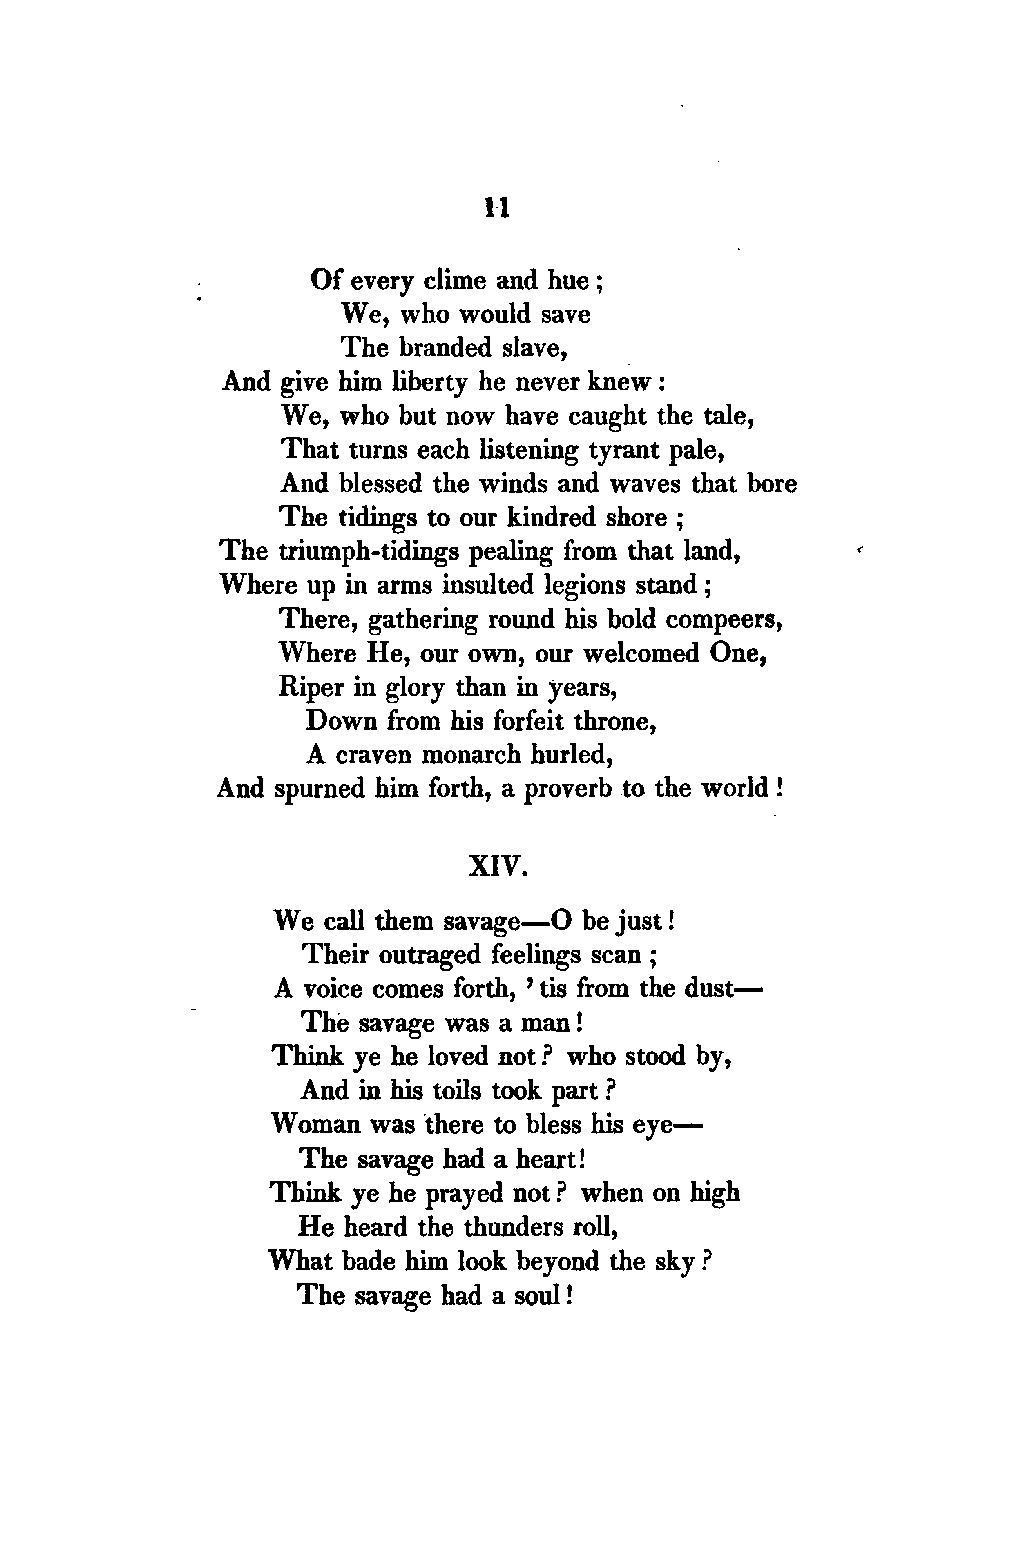 11
Of every clime and hue ;
We, who would save
The branded slave,
And give him liberty he never knew :
We, who but now have caught the tale,
That turns each listening tyrant pale,
And blessed the winds and waves that bore
The tidings to our kindred shore ;
The triumph-tidings pealing from that land,
Where up in arms insulted legions stand ;
There, gathering round his bold compeers,
Where He, our own, our welcomed One,
Riper in glory than in years,
Down from his forfeit throne,
A craven monarch hurled,
And spurned him forth, a proverb to the world !
XIV.
We call them savage—O be just !
Their outraged feelings scan ;
A voice comes forth, ’tis from the dust—
The savage was a man !
Think ye he loved not ? who stood by,
And in his toils took part ?
Woman was there to bless his eye—
The savage had a heart!
Think ye he prayed not ? when on high
He heard the thunders roll,
What bade him look beyond the sky ?
The savage had a soul !